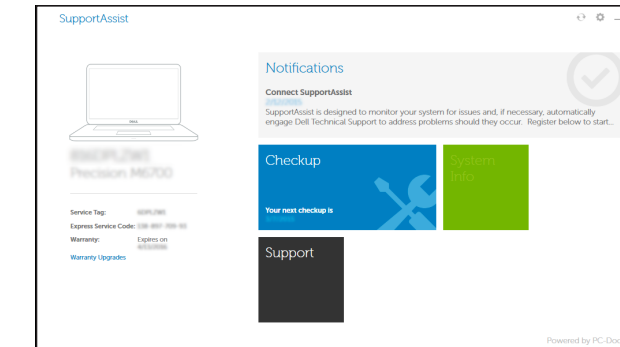 SupportAssist
DELL
Precision M6700
Service Tag:
Express Service Code:
Warranty: Expires on
Warranty Upgrades
Notifications
Connect SupportAssist
SupportAssist is designed to monitor your system for issues and, if necessary, automatically
engage Dell Technical Support to address problems should they occur. Register below to start...
Checkup
Your next checkup is
System
Info
Support
Powered by PC-Doc